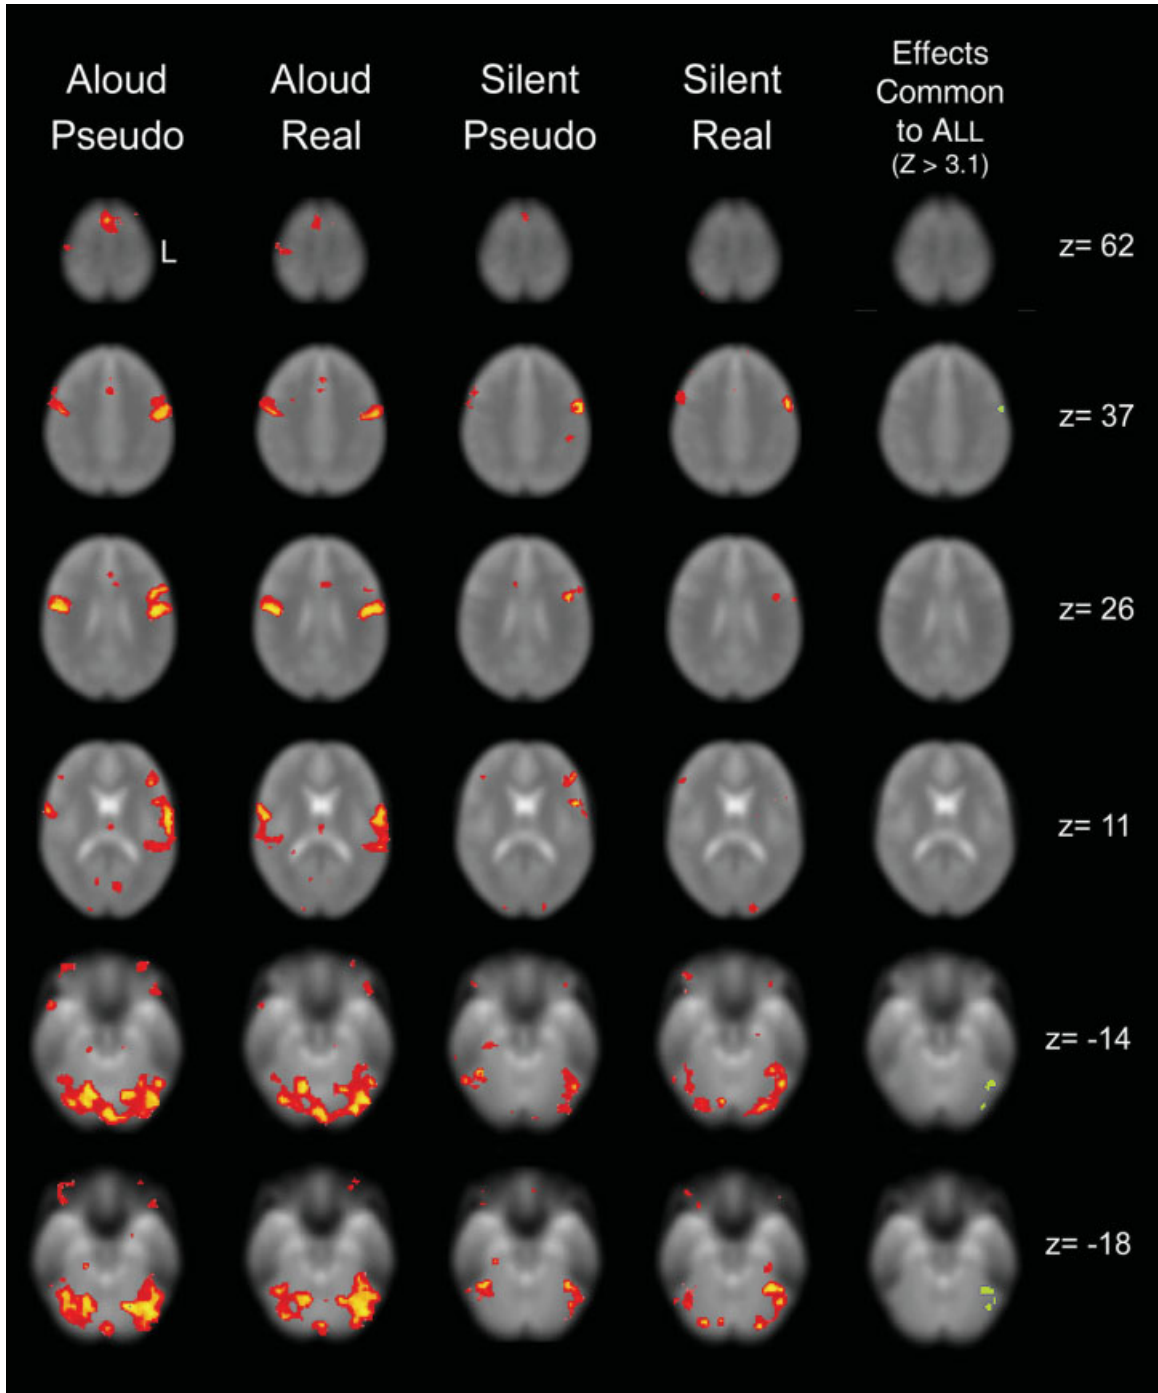 Aloud
Pseudo
Aloud
Real
Silent
Pseudo
Silent
Real
Effects
Common
to ALL
(Z > 3.1)
L
z= 62
z= 37
z= 26
z= 11
z= -14
z= -18